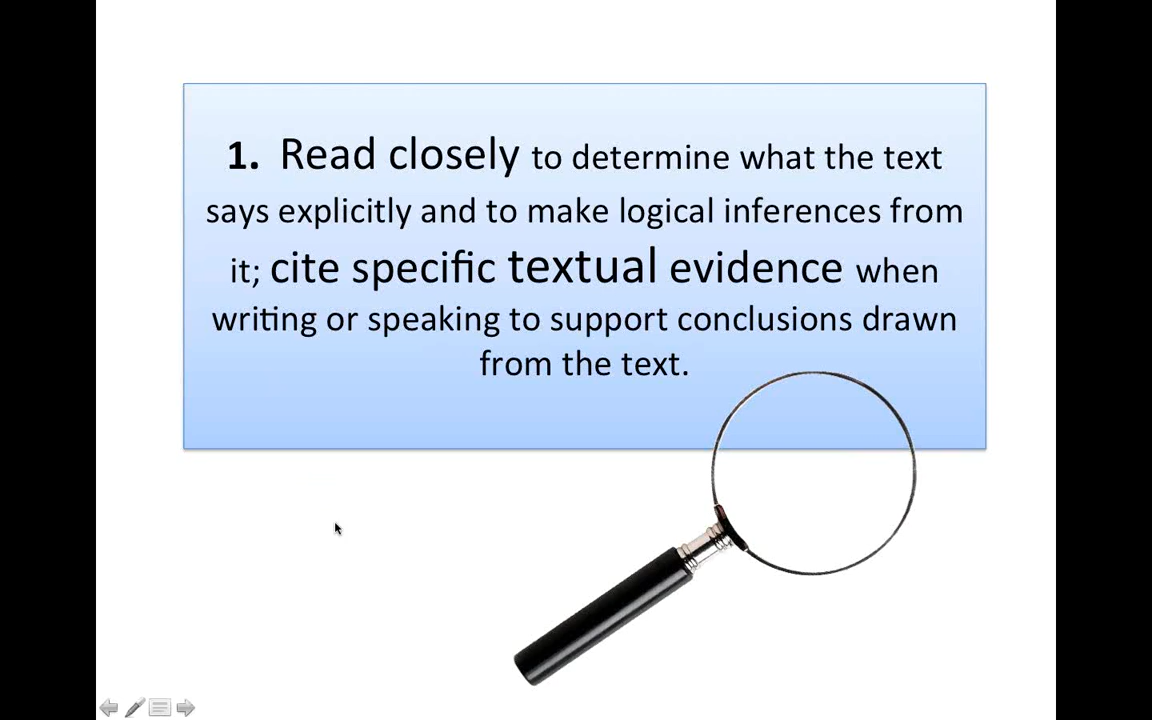 1. Read closely to determine what the text
says explicitly and to make logical inferences from
it; cite specific textual evidence when
writing or speaking to support conclusions drawn
from the text.